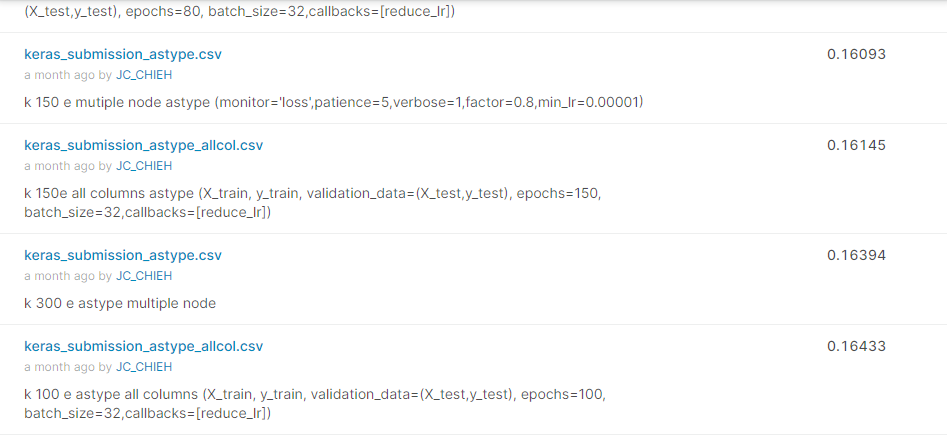 (X_test,y_test), epochs=80, batch_size=32,callbacks=[reduce_lr])
keras_submission_astype.csv 0.16093
a month ago by JC_CHIEH
k 150 e mutiple node astype (monitor='loss',patience=5,verbose=1,factor=0.8,min_lr=0.00001)
keras_submission_astype_allcol.csv 0.16145
a month ago by JC_CHIEH
k 150e all columns astype (X_train, y_train, validation_data=(X_test,y_test), epochs=150,
batch_size=32,callbacks=[reduce_lr])
keras_submission_astype.csv 0.16394
a month ago by JC_CHIEH
k 300 e astype multiple node
keras_submission_astype_allcol.csv 0.16433
a month ago by JC_CHIEH
k 100 e astype all columns (X_train, y_train, validation_data=(X_test,y_test), epochs=100,
batch_size=32,callbacks=[reduce_lr])